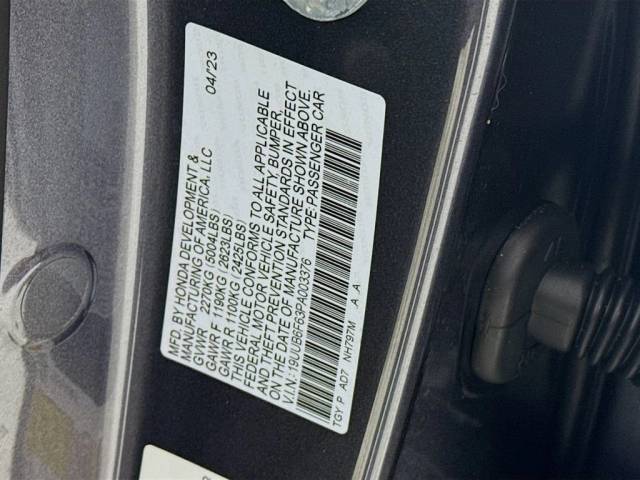 MFD BY HONDA DEVELOPMENT & 04/23
MANUFACTURING OF AMERICA, LLC
GVWR 2270KG (5004LBS)
GAWR F 1190KG (2633LBS)
GAWR R 1100KG (2425LBS)
THIS VEHICLE CONFORMS TO ALL APPLICABLE
FEDERAL MOTOR VEHICLE SAFETY, BUMPER,
AND THEFT PREVENTION STANDARDS IN EFFECT
ON THE DATE OF MANUFACTURE SHOWN ABOVE.
V.I.N.:19UUB6F63PA003376 TYPE:PASSENGER CAR
TGY P AD7 NH797M A A